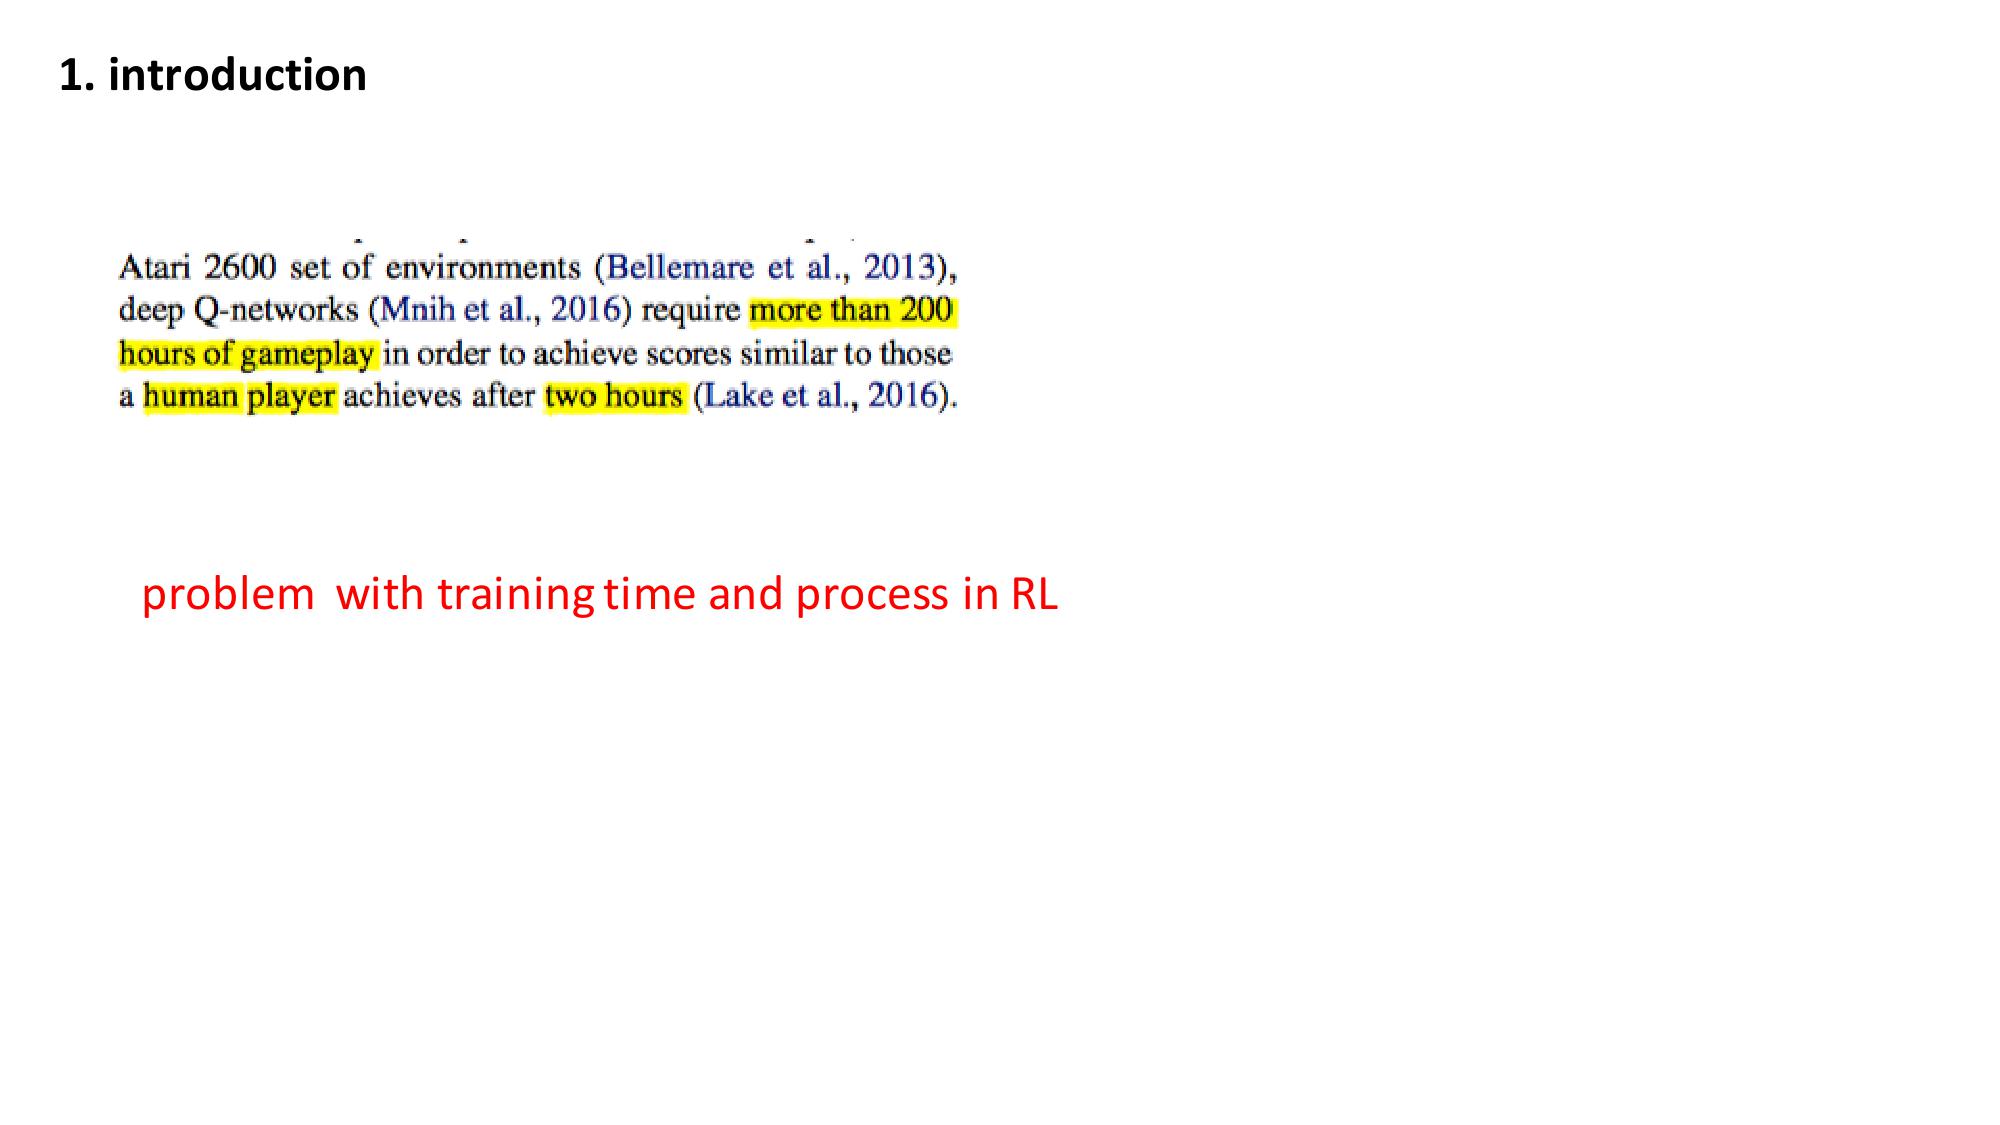 1. introduction
Atari 2600 set of environments (Bellemare et al., 2013),
deep Q-networks (Mnih et al., 2016) require more than 200
hours of gameplay in order to achieve scores similar to those
a human player achieves after two hours (Lake et al., 2016).
problem with training time and process in RL